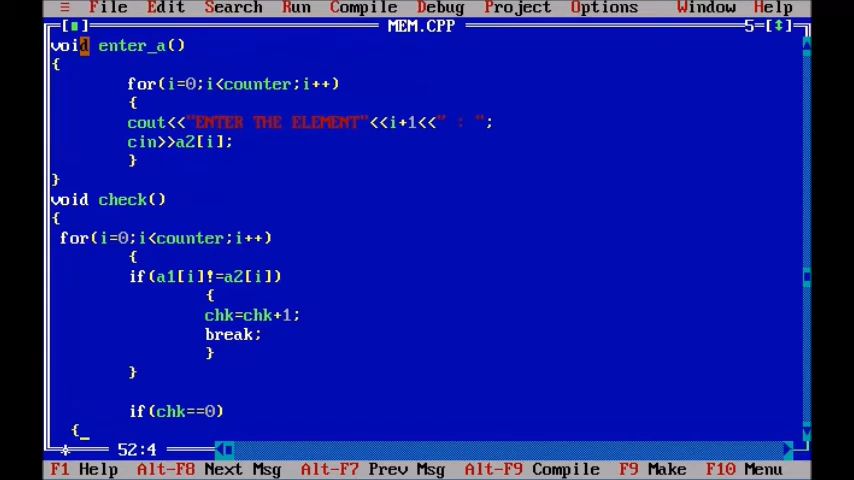 ≡ File Edit Search Run Compile Debug Project Options Window Help
[■] MEM.CPP 5=[↕]
void enter_a()
{
for(i=0;i<counter;i++)
{
cout<<"ENTER THE ELEMENT"<<i+1<<" : ";
cin>>a2[i];
}
}
void check()
{
for(i=0;i<counter;i++)
{
if(a1[i]!=a2[i])
{
chk=chk+1;
break;
}
}
if(chk==0)
{_
52:4
F1 Help Alt-F8 Next Msg Alt-F7 Prev Msg Alt-F9 Compile F9 Make F10 Menu